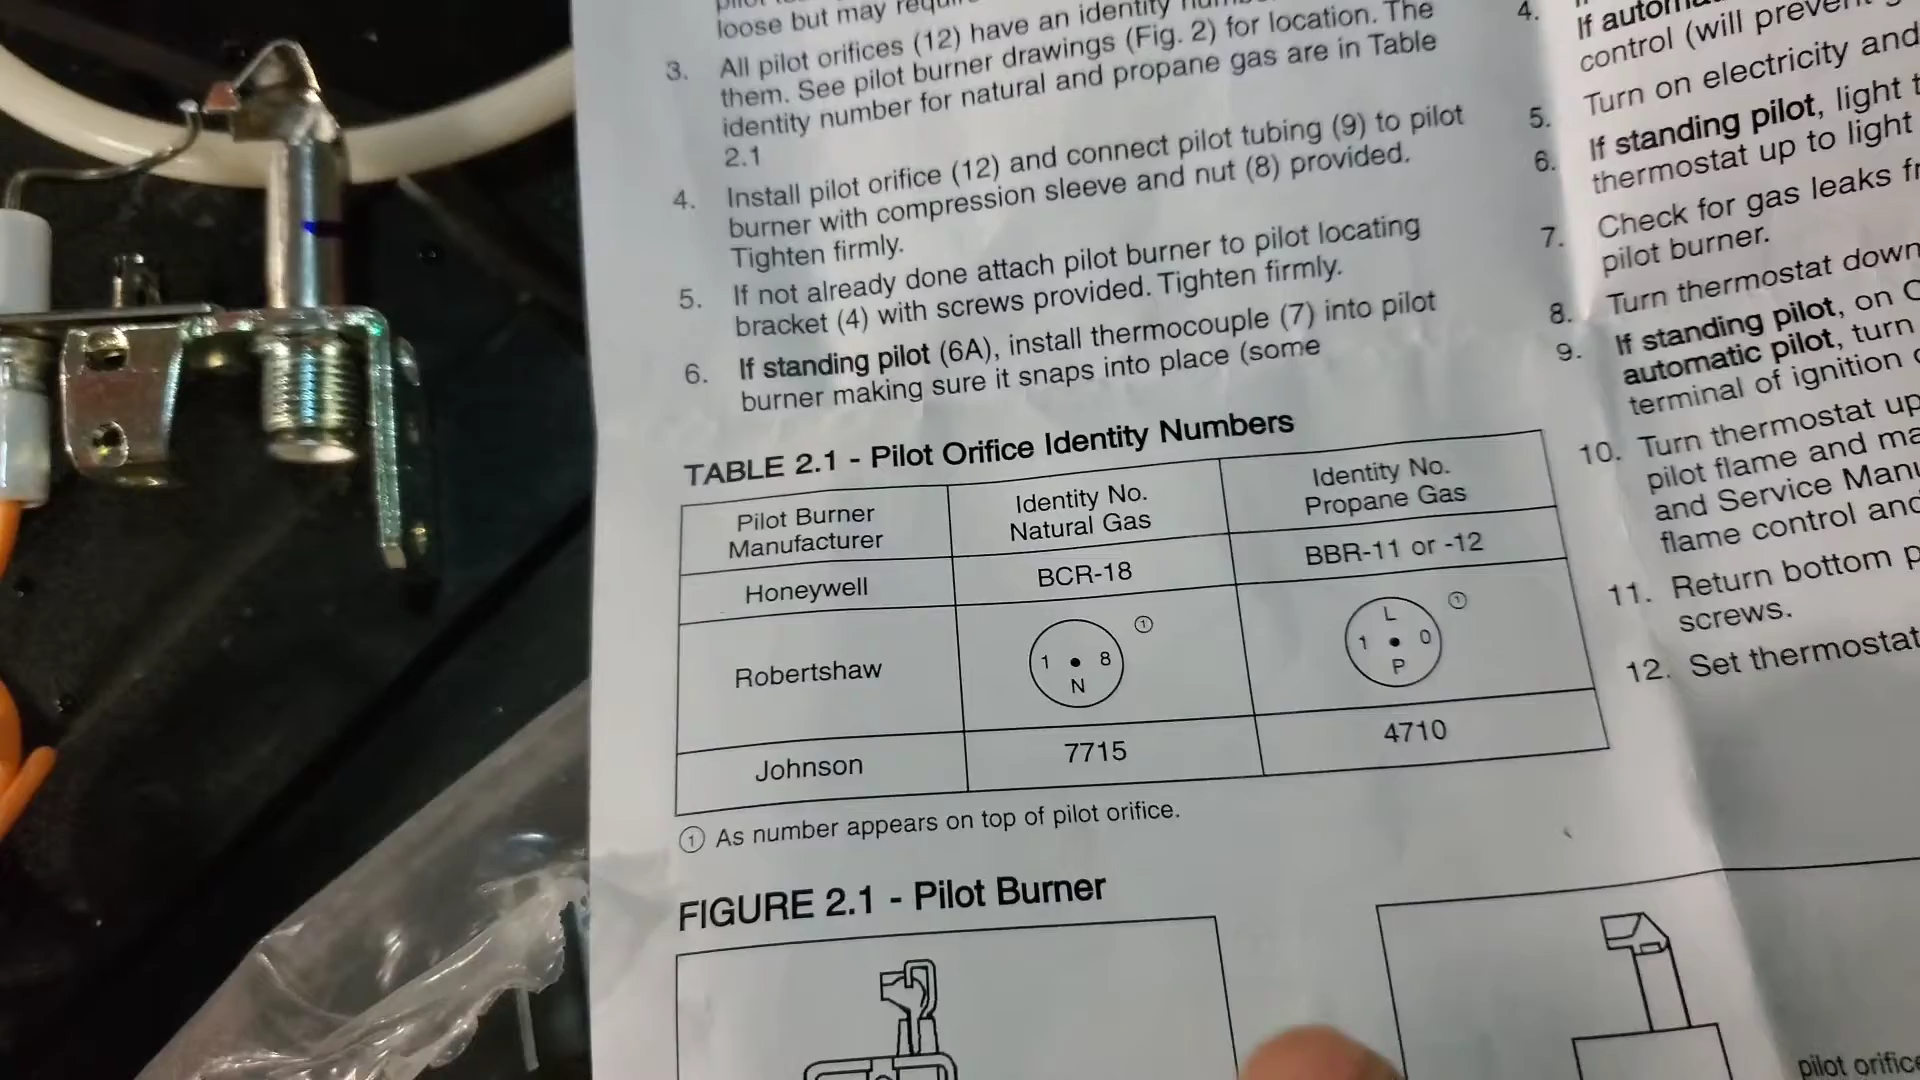 loose but may
3. All pilot orifices (12) have an identity
them. See pilot burner drawings (Fig. 2) for location. The
identity number for natural and propane gas are in Table
2.1
4. Install pilot orifice (12) and connect pilot tubing (9) to pilot
burner with compression sleeve and nut (8) provided.
Tighten firmly.
5. If not already done attach pilot burner to pilot locating
bracket (4) with screws provided. Tighten firmly.
6. If standing pilot (6A), install thermocouple (7) into pilot
burner making sure it snaps into place (some
TABLE 2.1 - Pilot Orifice Identity Numbers
Pilot Burner
Manufacturer
Identity No.
Natural Gas
Identity No.
Propane Gas
Honeywell
BCR-18
BBR-11 or -12
Robertshaw
1 • 8
N
①
L
1 • 0
P
①
Johnson
7715
4710
① As number appears on top of pilot orifice.
FIGURE 2.1 - Pilot Burner
4.
If
control (will
Turn on electricity and
5.
If standing pilot, light
6.
thermostat up to light
Check for gas leaks
7.
pilot burner.
Turn thermostat down
8.
If standing pilot, on
9.
automatic pilot, turn
terminal of ignition
10. Turn thermostat up
pilot flame and
and Service
flame control
11. Return bottom
screws.
12. Set thermostat
pilot